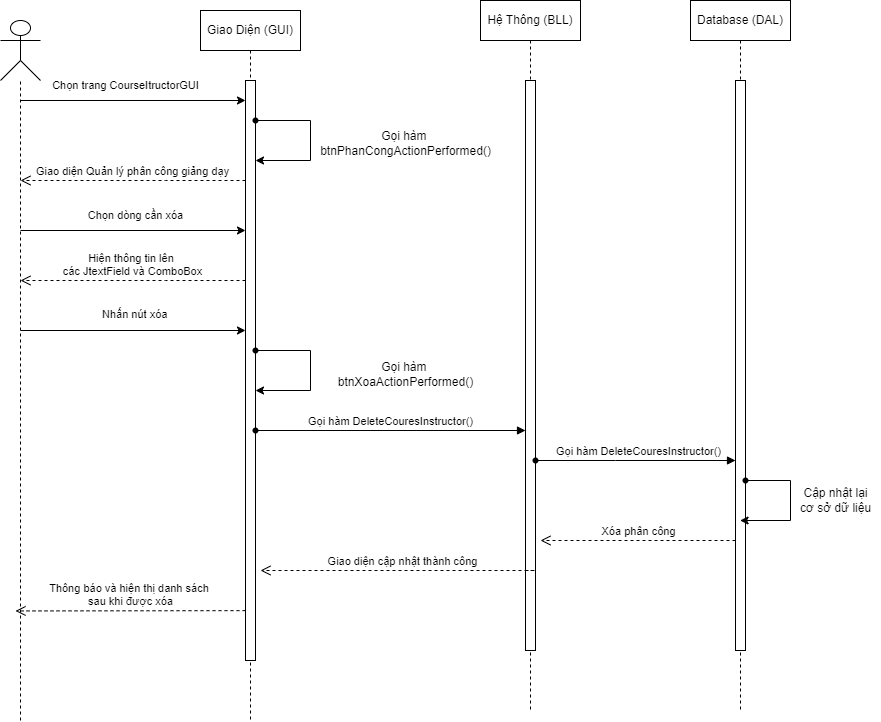 Giao Diện (GUI)
Hệ Thông (BLL)
Database (DAL)
Chọn trang CourseItructorGUI
Gọi hàm
btnPhanCongActionPerformed()
Giao diện Quản lý phân công giảng dạy
Chọn dòng cần xóa
Hiện thông tin lên
các JtextField và ComboBox
Nhấn nút xóa
Gọi hàm
btnXoaActionPerformed()
Gọi hàm DeleteCouresInstructor()
Gọi hàm DeleteCouresInstructor()
Cập nhật lại
cơ sở dữ liệu
Xóa phân công
Giao diện cập nhật thành công
Thông báo và hiện thị danh sách
sau khi được xóa